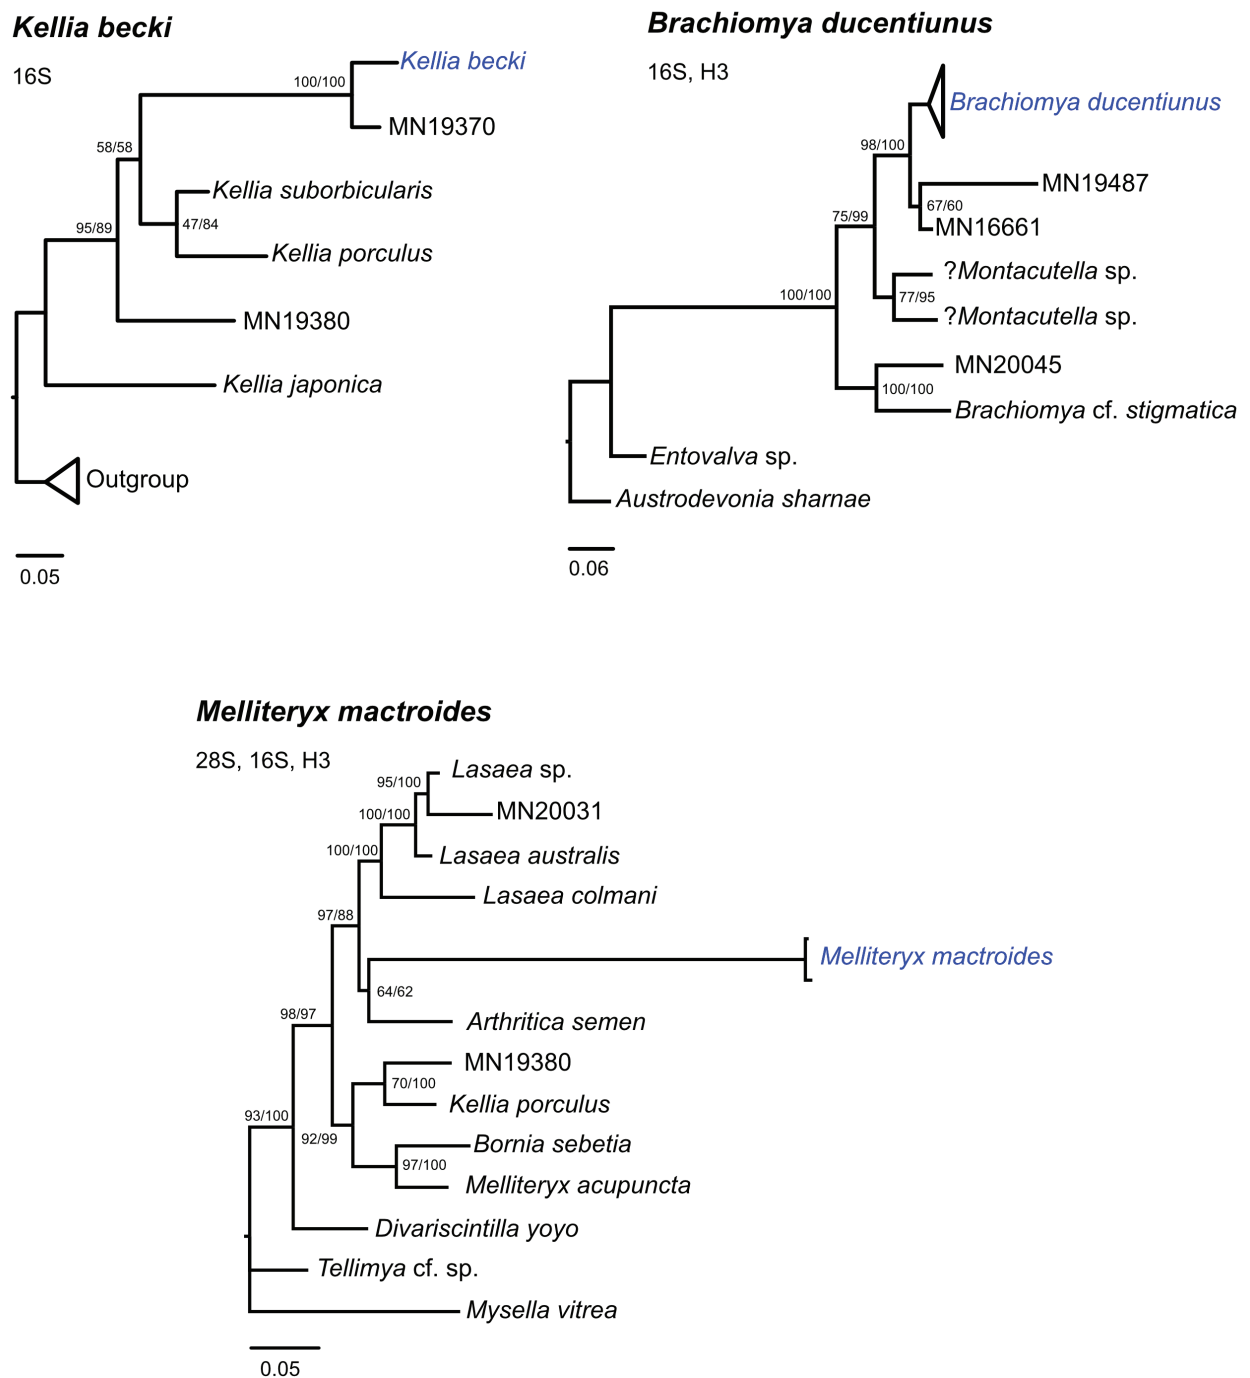 Kellia becki
16S
Kellia becki
100/100
MN19370
58/58
Kellia suborbicularis
47/84
95/89
Kellia porculus
MN19380
Kellia japonica
Outgroup
0.05
Brachiomya ducentiunus
16S, H3
Brachiomya ducentiunus
98/100
MN19487
67/60
75/99
MN16661
?Montacutella sp.
77/95
100/100
?Montacutella sp.
MN20045
100/100
Brachiomya cf. stigmatica
Entovalva sp.
Austrodevonia sharnae
0.06
Melliteryx mactroides
28S, 16S, H3
Lasaea sp.
95/100
100/100
MN20031
100/100
Lasaea australis
Lasaea colmani
97/88
Melliteryx mactroides
64/62
98/97
Arthritica semen
MN19380
70/100
Kellia porculus
93/100
92/99
Bornia sebetia
97/100
Melliteryx acupuncta
Divariscintilla yoyo
Tellimya cf. sp.
Mysella vitrea
0.05